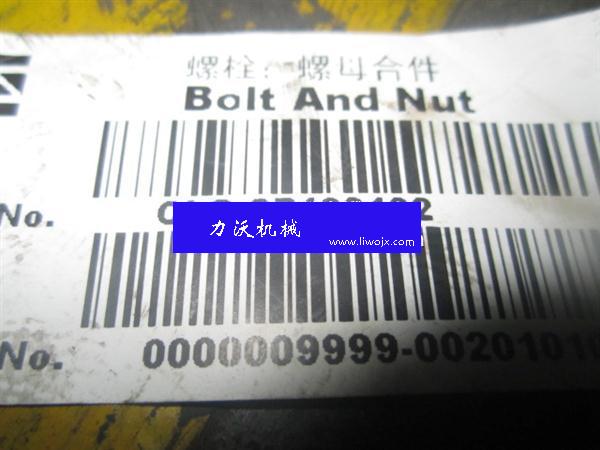 螺栓；螺母合件
Bolt And Nut
No.
力沃机械
www.liwojx.com
No. 0000009999-00201010